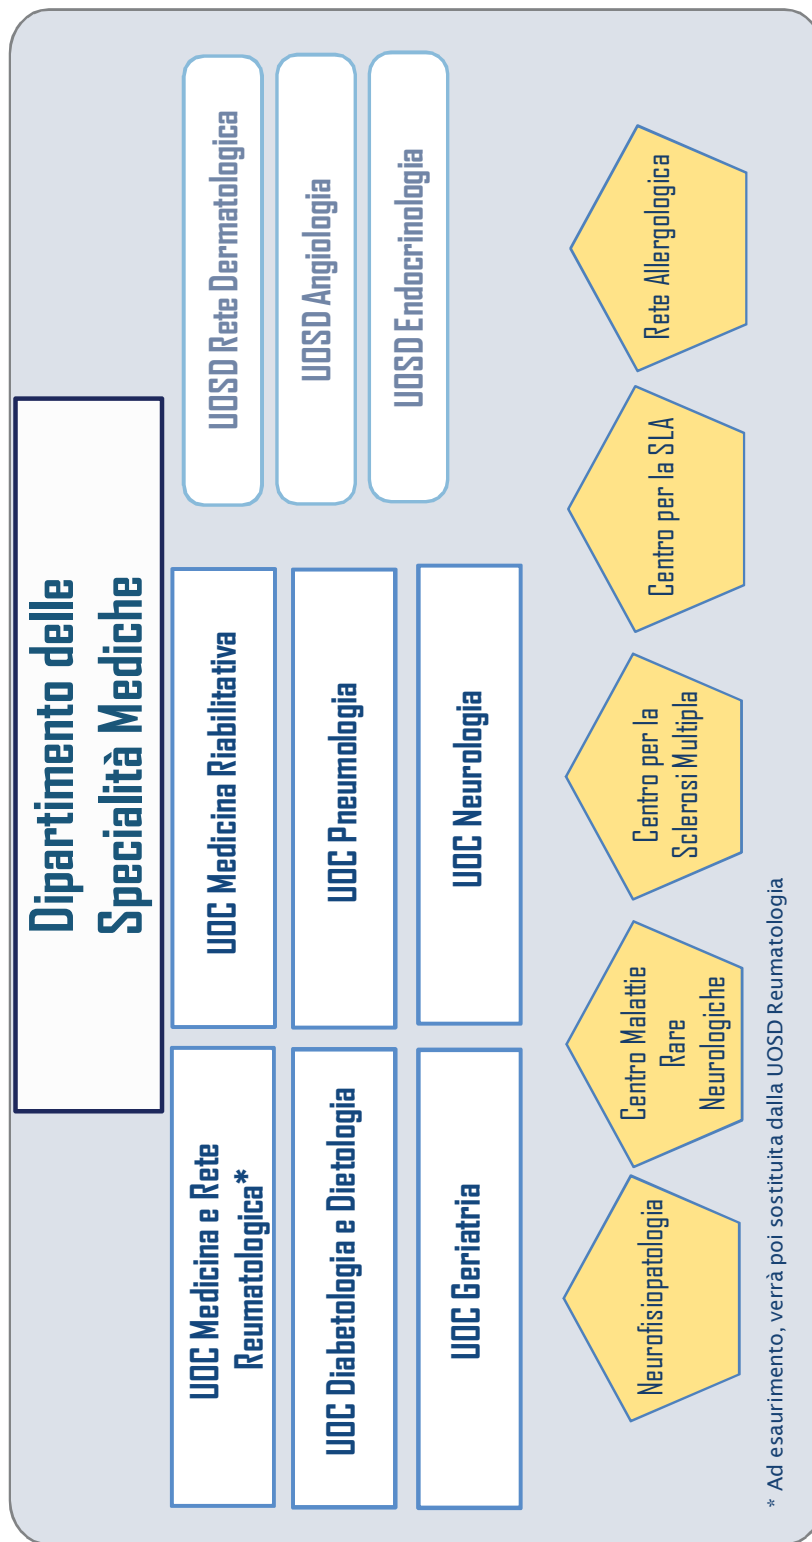 Dipartimento delle
Specialità Mediche
UOC Medicina e Rete
Reumatologica*
UOC Medicina Riabilitativa
UOSD Rete Dermatologica
UOC Diabetologia e Dietologia
UOC Pneumologia
UOSD Angiologia
UOC Geriatria
UOC Neurologia
UOSD Endocrinologia
Neurofisiopatologia
Centro Malattie
Rare
Neurologiche
Centro per la
Sclerosi Multipla
Centro per la SLA
Rete Allergologica
* Ad esaurimento, verrà poi sostituita dalla UOSD Reumatologia